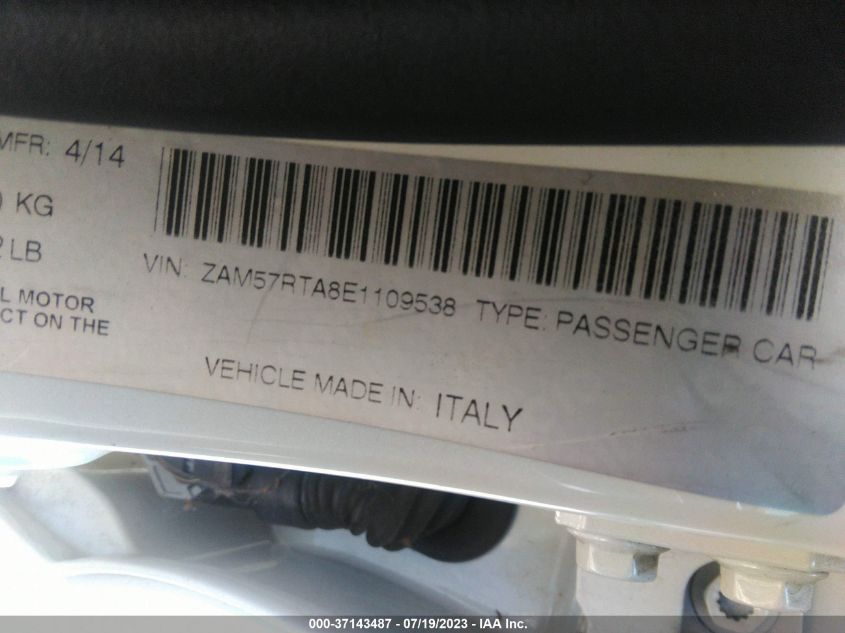 MFR: 4/14
KG
LB
L MOTOR
CT ON THE
VIN: ZAM57RTA8E1109538 TYPE: PASSENGER CAR
VEHICLE MADE IN: ITALY
000-37143487 - 07/19/2023 - IAA Inc.